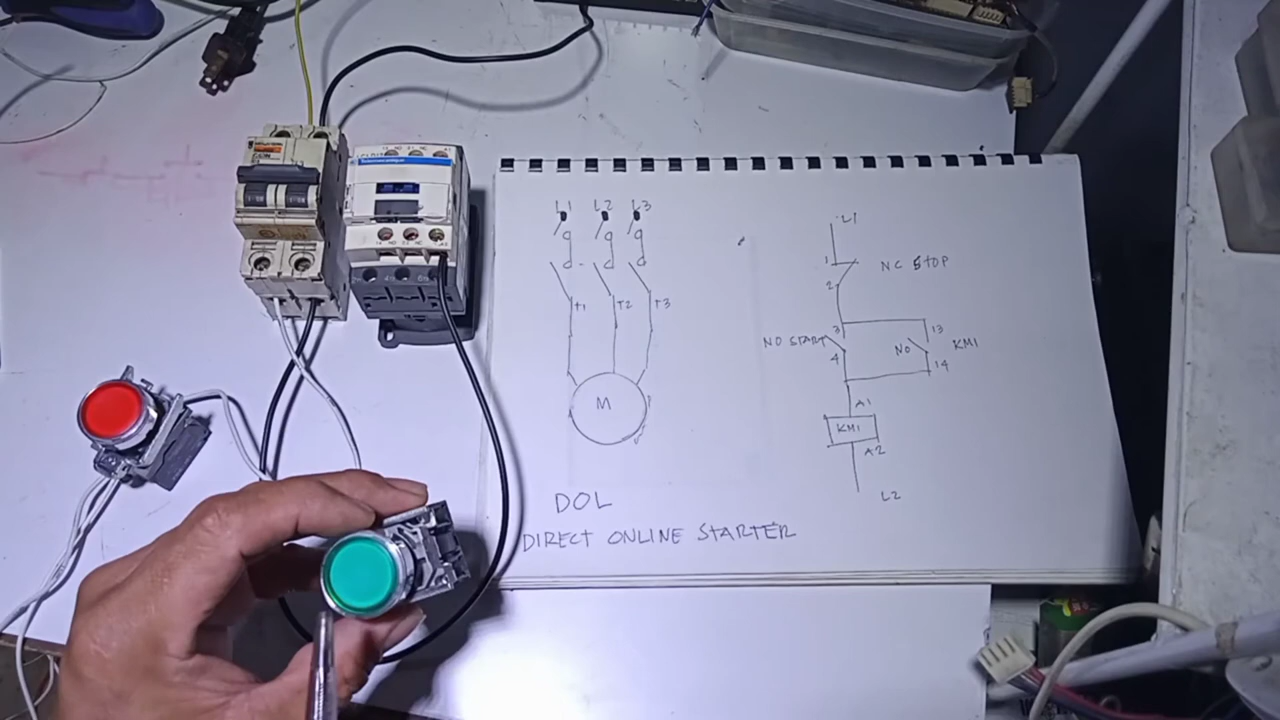 L1 L2 L3
T1 T2 T3
M
DOL
DIRECT ONLINE STARTER
L1
1
NC STOP
2
3
13
NO START
NO
KM1
4
14
A1
KM1
A2
L2